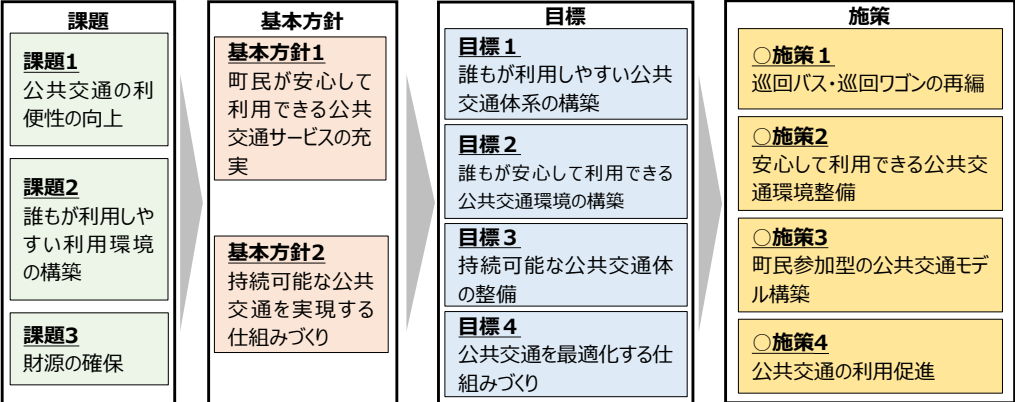 課題
課題1
公共交通の利
便性の向上
課題2
誰もが利用しや
すい利用環境
の構築
課題3
財源の確保
基本方針
基本方針1
町民が安心して
利用できる公共
交通サービスの充
実
基本方針2
持続可能な公共
交通を実現する
仕組みづくり
目標
目標１
誰もが利用しやすい公共
交通体系の構築
目標２
誰もが安心して利用できる
公共交通環境の構築
目標３
持続可能な公共交通体
の整備
目標４
公共交通を最適化する仕
組みづくり
施策
○施策１
巡回バス・巡回ワゴンの再編
○施策2
安心して利用できる公共交
通環境整備
○施策3
町民参加型の公共交通モデ
ル構築
○施策4
公共交通の利用促進